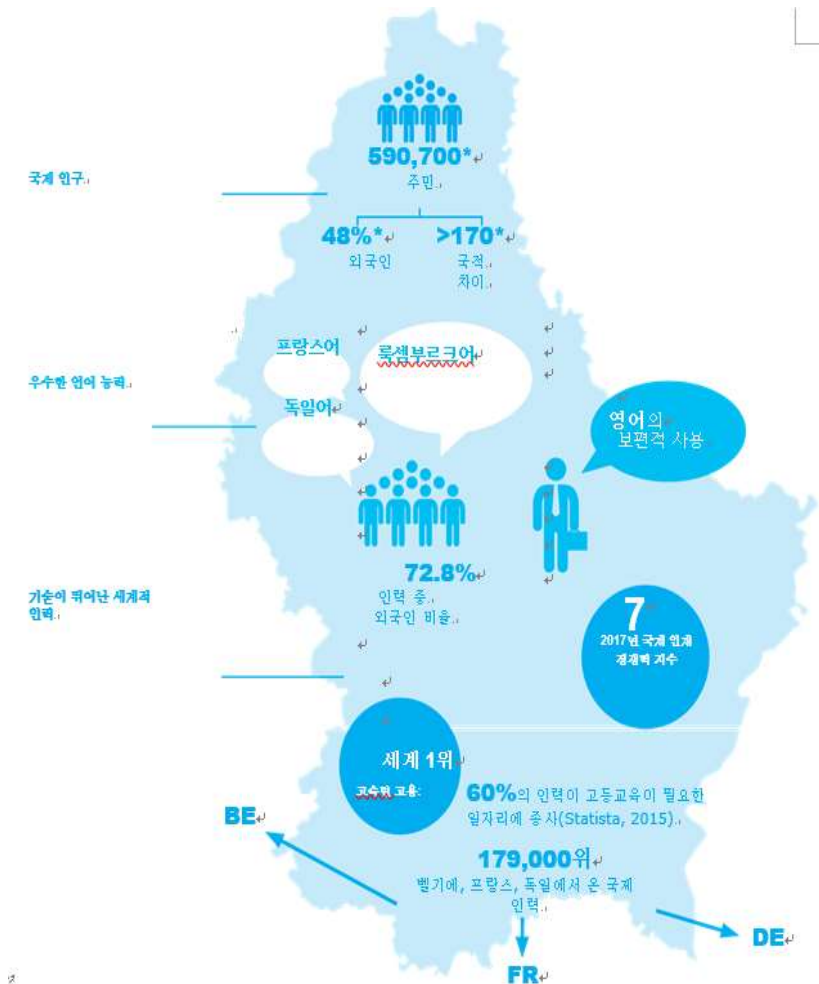 590,700*
주민
국제 인구
48%*
외국인
>170*
국적
차이
프랑스어
룩셈부르크어
우수한 언어 능력
독일어
영어의
보편적 사용
72.8%
인력 중
외국인 비율
기술이 뛰어난 세계적
인력
7
2017년 국제 인재
경쟁력 지수
세계 1위
고숙련 고용:
60%의 인력이 고등교육이 필요한
일자리에 종사(Statista, 2015).
BE
179,000위
벨기에, 프랑스, 독일에서 온 국제
인력
DE
FR